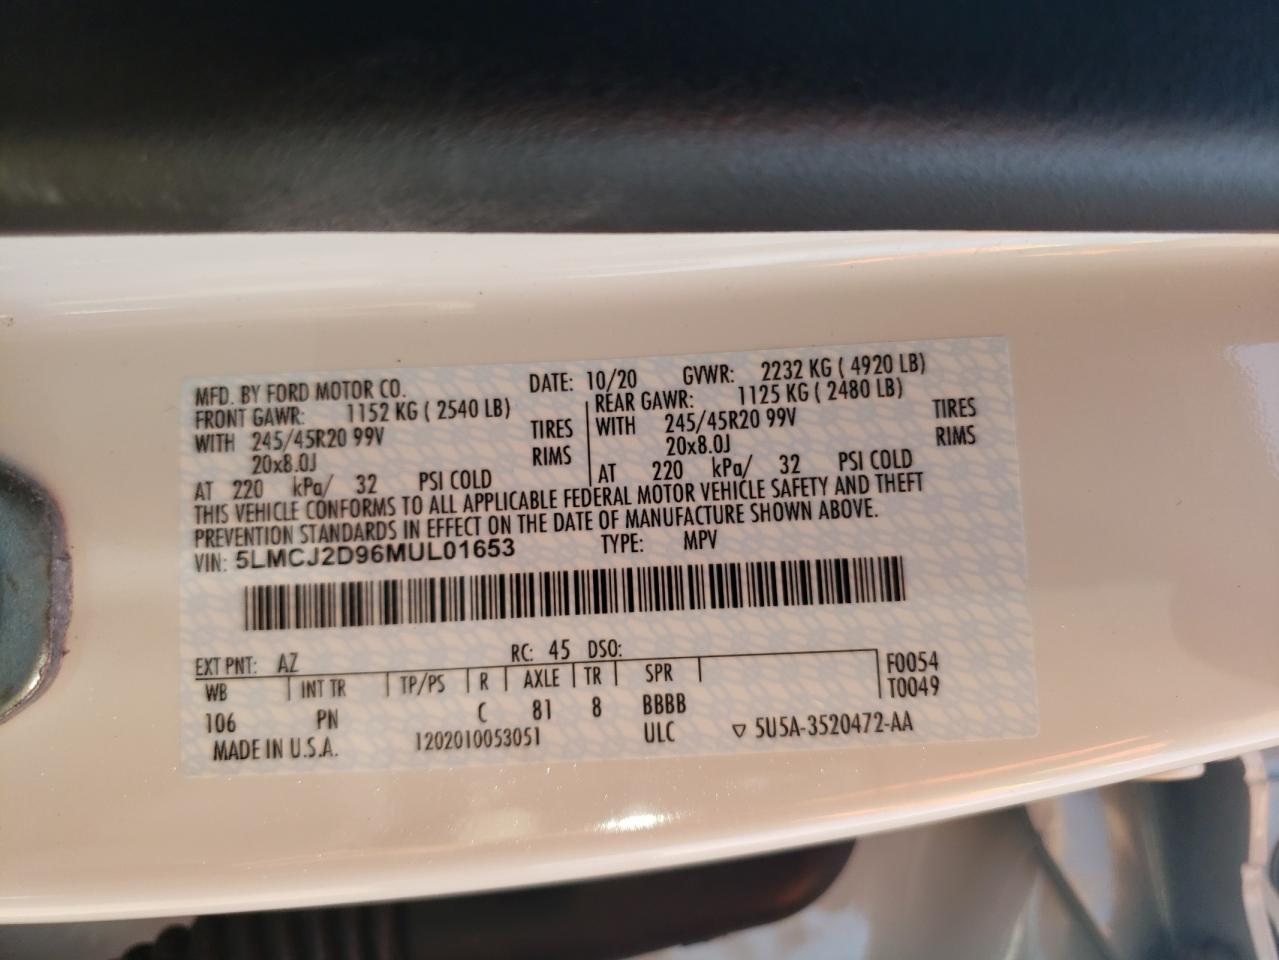 MFD. BY FORD MOTOR CO. DATE: 10/20 GVWR: 2232 KG ( 4920 LB)
FRONT GAWR: 1152 KG ( 2540 LB) REAR GAWR: 1125 KG ( 2480 LB)
WITH 245/45R20 99V TIRES WITH 245/45R20 99V TIRES
20x8.0J RIMS 20x8.0J RIMS
AT 220 kPa/ 32 PSI COLD AT 220 kPa/ 32 PSI COLD
THIS VEHICLE CONFORMS TO ALL APPLICABLE FEDERAL MOTOR VEHICLE SAFETY AND THEFT
PREVENTION STANDARDS IN EFFECT ON THE DATE OF MANUFACTURE SHOWN ABOVE.
VIN: 5LMCJ2D96MUL01653 TYPE: MPV
EXT PNT: AZ RC: 45 DSO:
WB INT TR TP/PS R AXLE TR SPR F0054
106 PN C 81 8 BBBB T0049
MADE IN U.S.A. 1202010053051 ULC ▽ 5U5A-3520472-AA